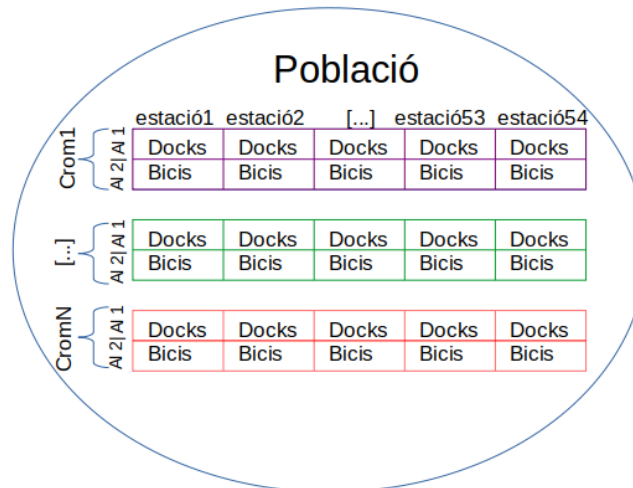 Població
estació1 estació2 [...] estació53 estació54
Crom1 Al 2| Al 1
Docks Docks Docks Docks Docks
Bicis Bicis Bicis Bicis Bicis
[...] Al 2| Al 1
Docks Docks Docks Docks Docks
Bicis Bicis Bicis Bicis Bicis
CromN Al 2| Al 1
Docks Docks Docks Docks Docks
Bicis Bicis Bicis Bicis Bicis